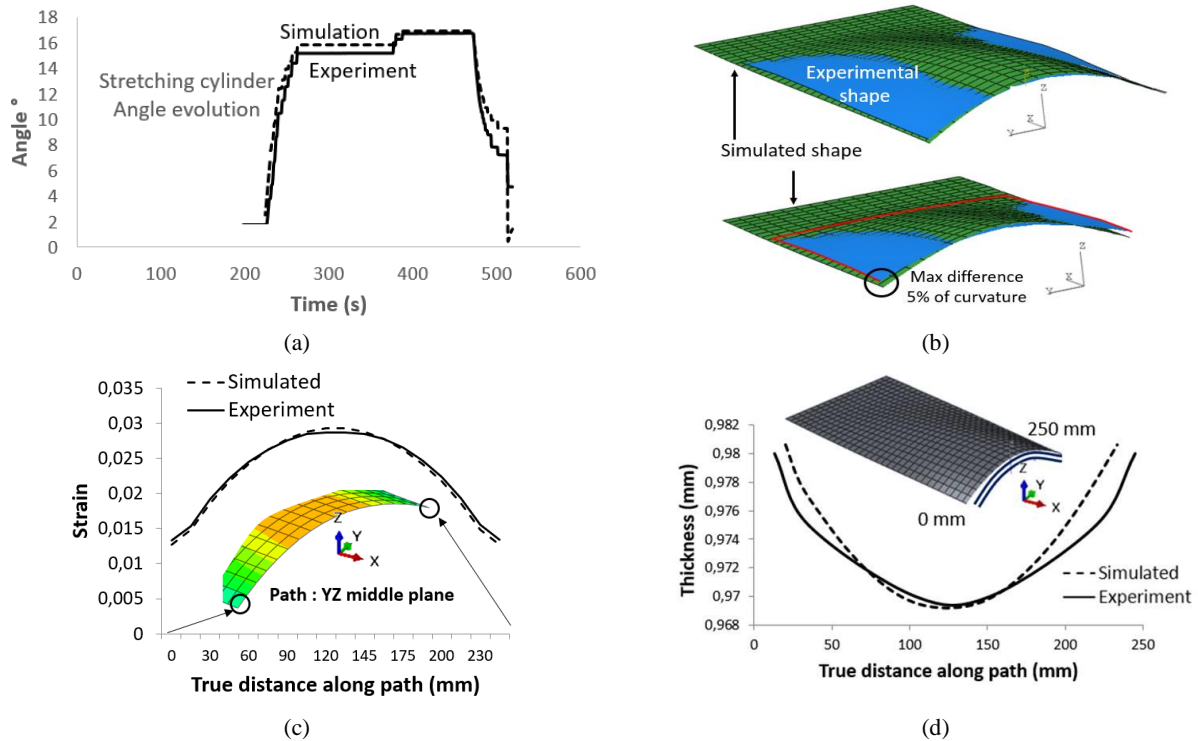 18
16
14
12
10
8
6
4
2
0
Angle °
Simulation
Experiment
Stretching cylinder
Angle evolution
0 100 200 300 400 500 600
Time (s)
(a)
Experimental
shape
Z
X
Y
Simulated shape
Z
X
Y
Max difference
5% of curvature
(b)
Simulated
Experiment
0,035
0,03
0,025
0,02
0,015
0,01
0,005
0
Strain
Z
Y
X
Path : YZ middle plane
0 30 60 90 120 145 175 200 230
True distance along path (mm)
(c)
0,982
0,98
0,978
0,976
0,974
0,972
0,97
0,968
Thickness (mm)
250 mm
Z
Y
X
0 mm
Simulated
Experiment
0 50 100 150 200 250
True distance along path (mm)
(d)